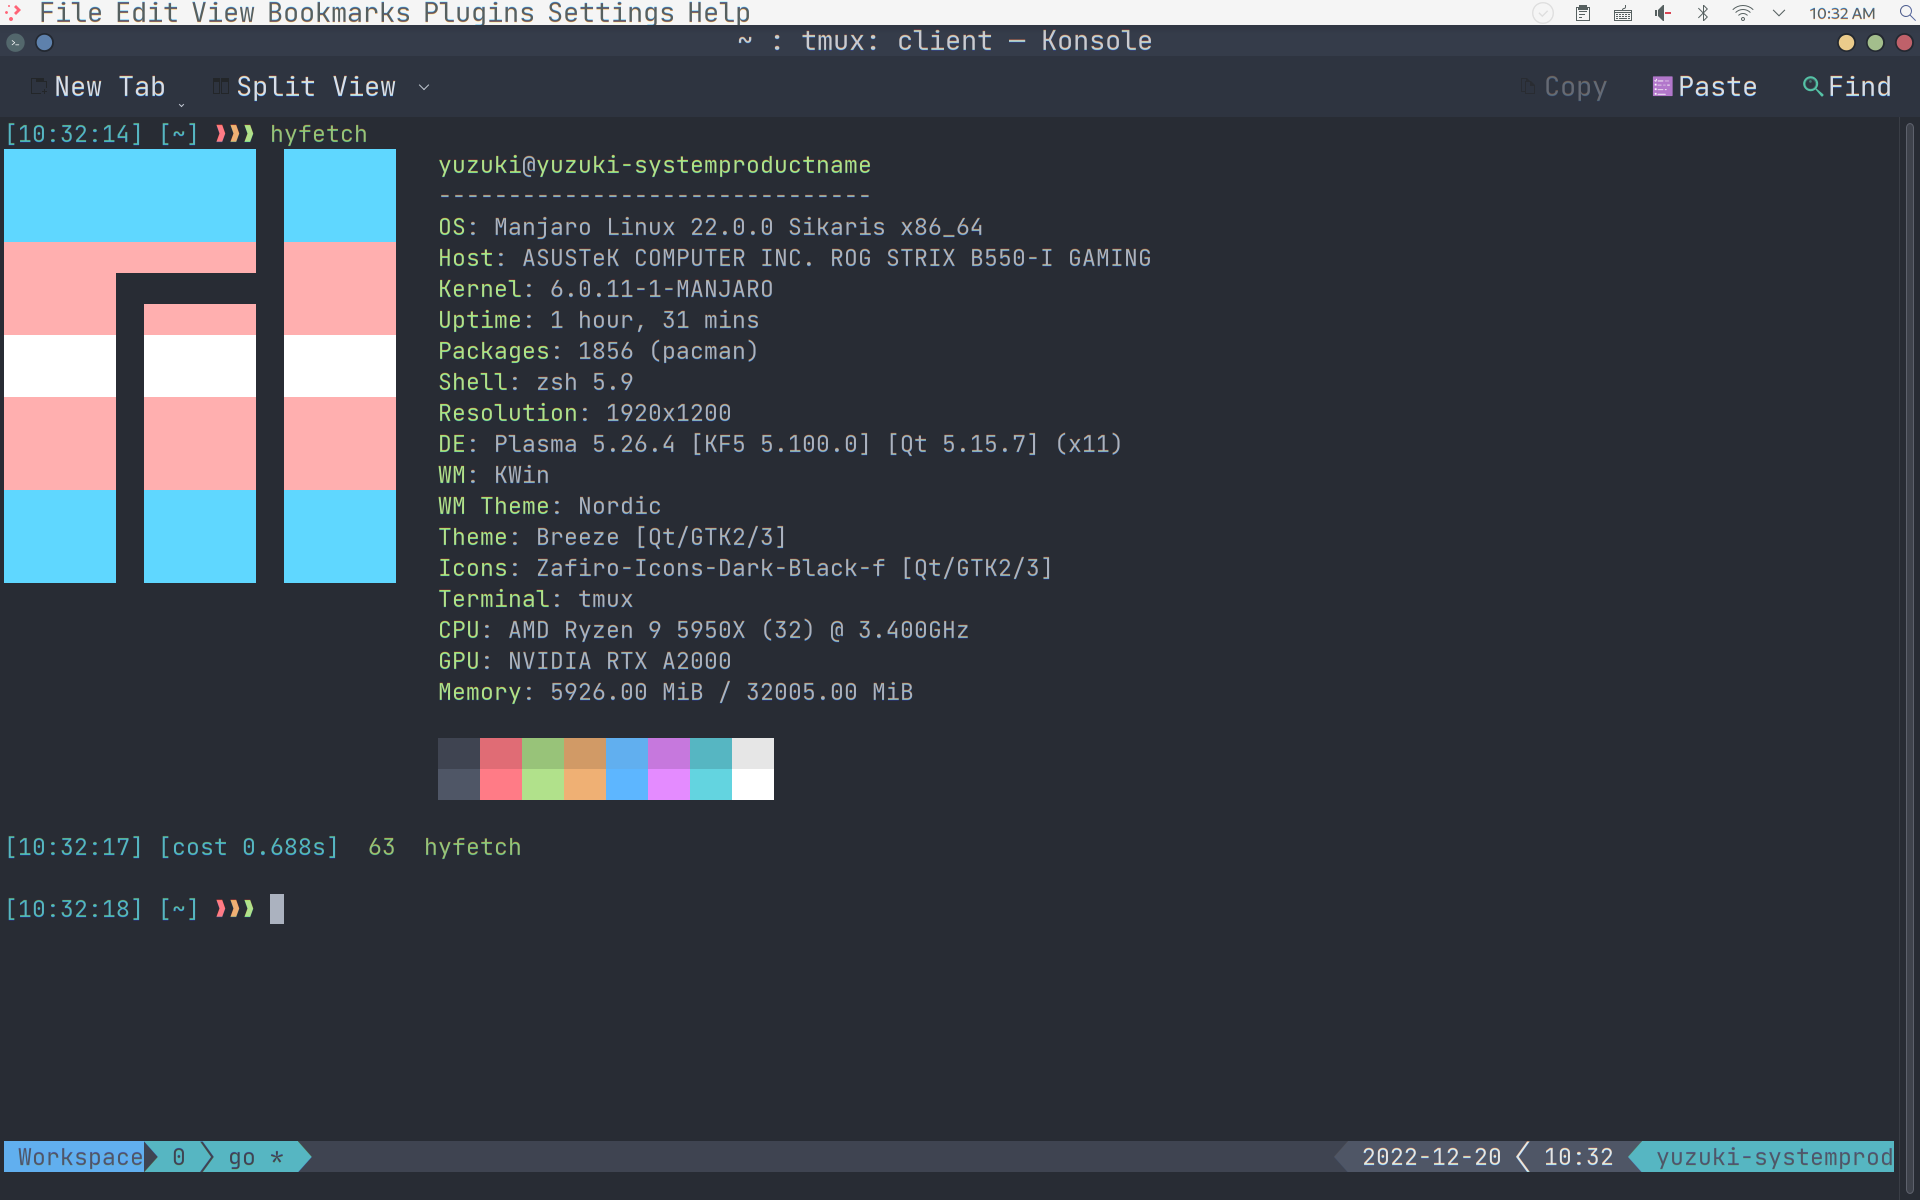 File Edit View Bookmarks Plugins Settings Help 10:32 AM
~ : tmux: client — Konsole
New Tab Split View Copy Paste Find
[10:32:14] [~] ❱❱❱ hyfetch
yuzuki@yuzuki-systemproductname
-------------------------------
OS: Manjaro Linux 22.0.0 Sikaris x86_64
Host: ASUSTeK COMPUTER INC. ROG STRIX B550-I GAMING
Kernel: 6.0.11-1-MANJARO
Uptime: 1 hour, 31 mins
Packages: 1856 (pacman)
Shell: zsh 5.9
Resolution: 1920x1200
DE: Plasma 5.26.4 [KF5 5.100.0] [Qt 5.15.7] (x11)
WM: KWin
WM Theme: Nordic
Theme: Breeze [Qt/GTK2/3]
Icons: Zafiro-Icons-Dark-Black-f [Qt/GTK2/3]
Terminal: tmux
CPU: AMD Ryzen 9 5950X (32) @ 3.400GHz
GPU: NVIDIA RTX A2000
Memory: 5926.00 MiB / 32005.00 MiB
[10:32:17] [cost 0.688s] 63 hyfetch
[10:32:18] [~] ❱❱❱
Workspace 0 go * 2022-12-20 10:32 yuzuki-systemprod